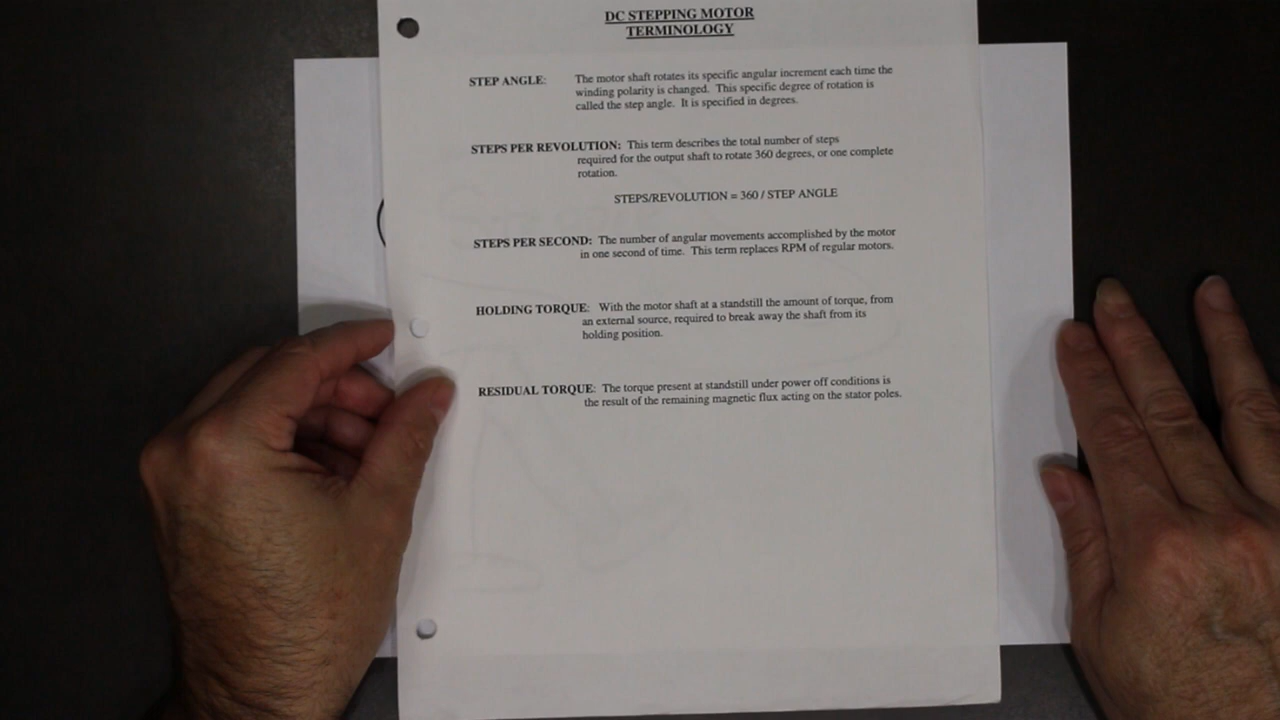 DC STEPPING MOTOR
TERMINOLOGY
STEP ANGLE: The motor shaft rotates its specific angular increment each time the
winding polarity is changed. This specific degree of rotation is
called the step angle. It is specified in degrees.
STEPS PER REVOLUTION: This term describes the total number of steps
required for the output shaft to rotate 360 degrees, or one complete
rotation.
STEPS/REVOLUTION = 360 / STEP ANGLE
STEPS PER SECOND: The number of angular movements accomplished by the motor
in one second of time. This term replaces RPM of regular motors.
HOLDING TORQUE: With the motor shaft at a standstill the amount of torque, from
an external source, required to break away the shaft from its
holding position.
RESIDUAL TORQUE: The torque present at standstill under power off conditions is
the result of the remaining magnetic flux acting on the stator poles.